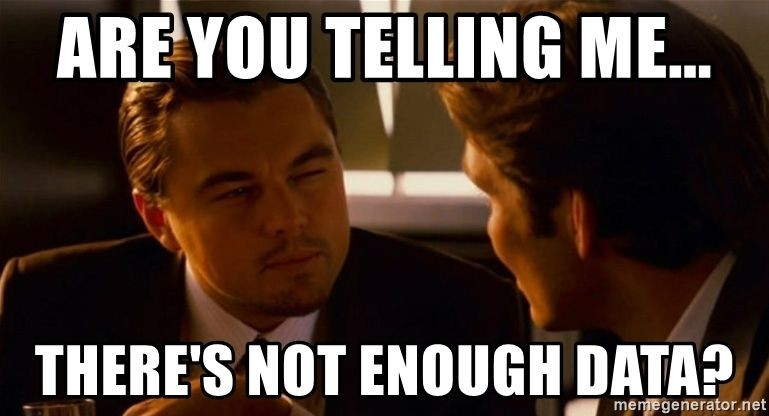 ARE YOU TELLING ME...
THERE'S NOT ENOUGH DATA?
memegenerator.net